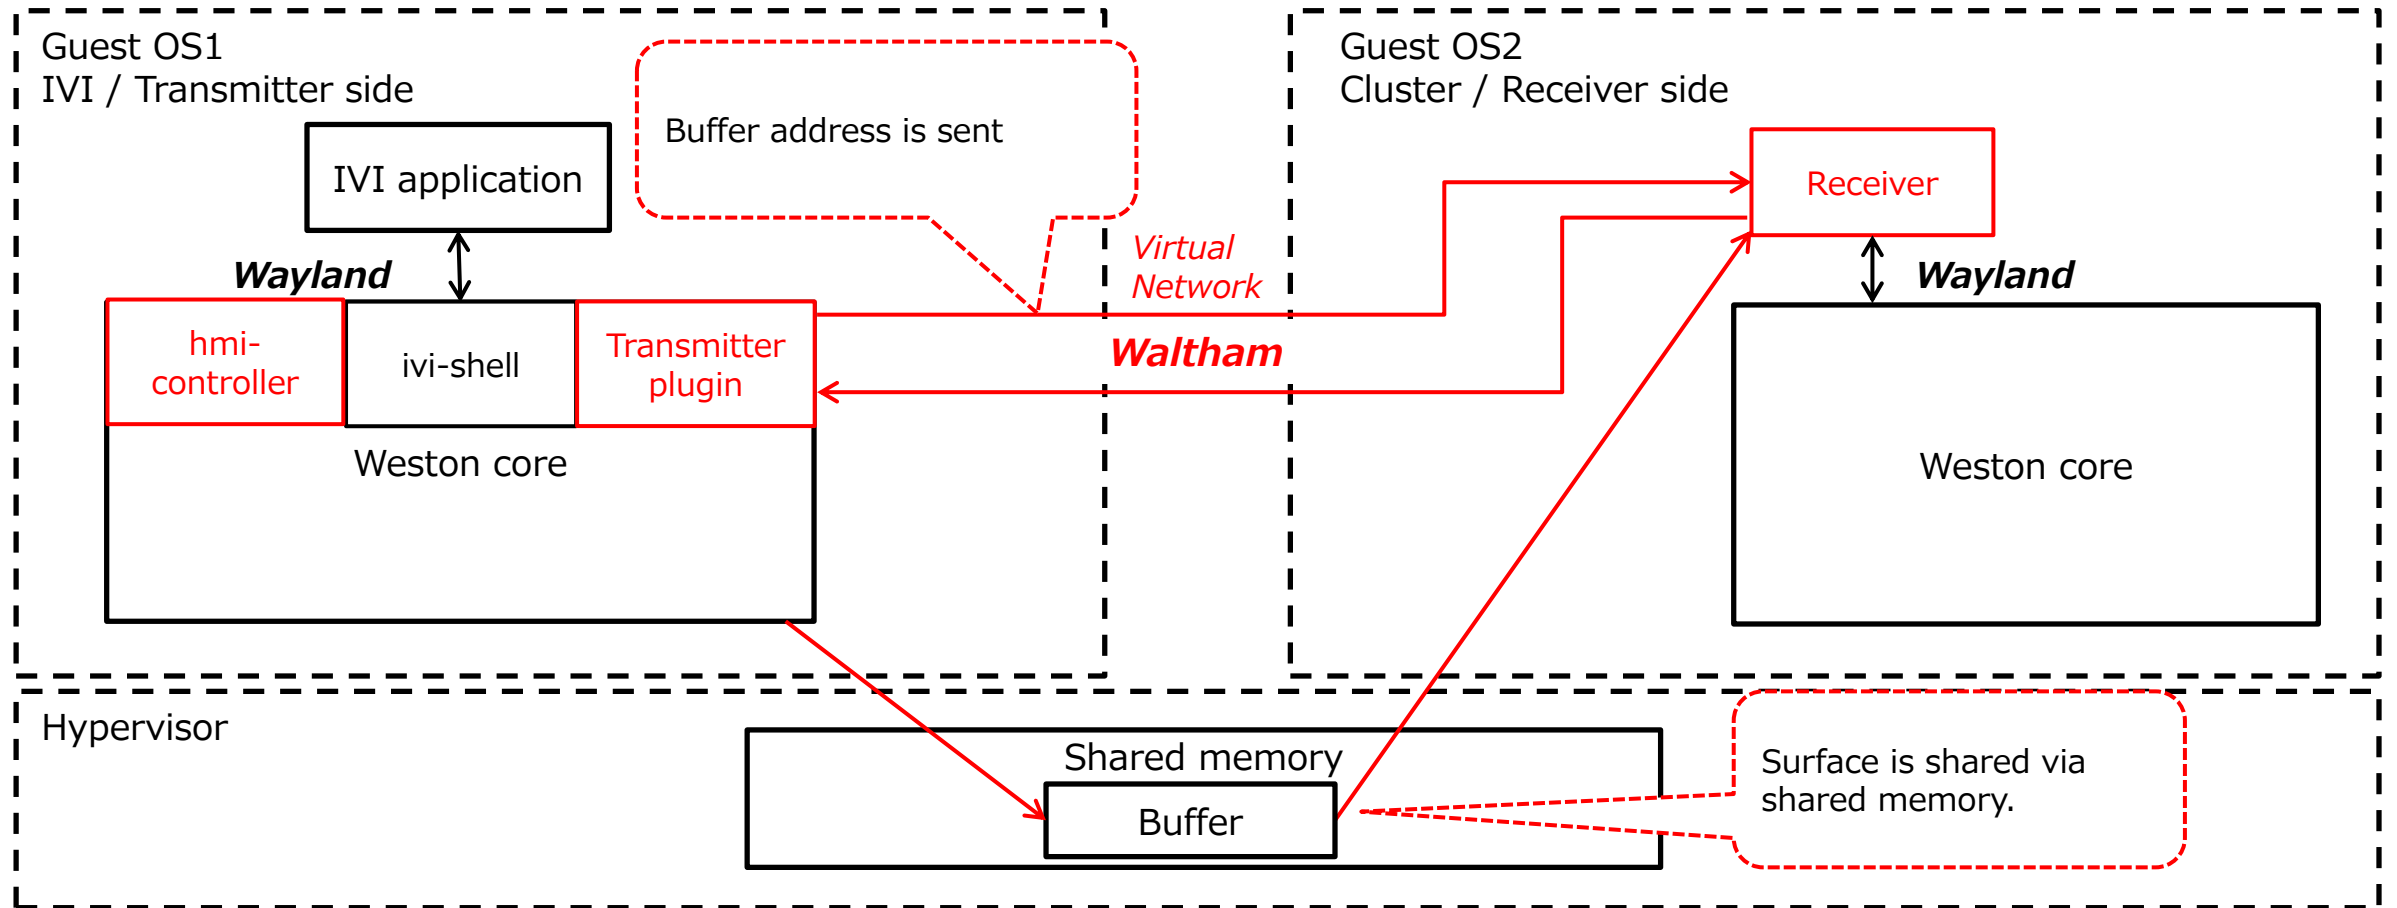 Guest OS1
IVI / Transmitter side
IVI application
Wayland
hmi-
controller
ivi-shell
Transmitter
plugin
Weston core
Buffer address is sent
Virtual
Network
Waltham
Guest OS2
Cluster / Receiver side
Receiver
Wayland
Weston core
Hypervisor
Shared memory
Buffer
Surface is shared via
shared memory.